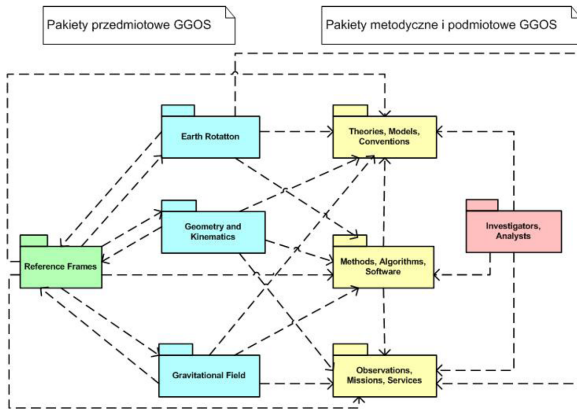 Pakiety przedmiotowe GGOS
Pakiety metodyczne i podmiotowe GGOS
Earth Rotatton
Theories, Models,
Conventions
Geometry and
Kinematics
Investigators,
Analysts
Reference Frames
Methods, Algorithms,
Software
Gravitational Field
Observations,
Missions, Services